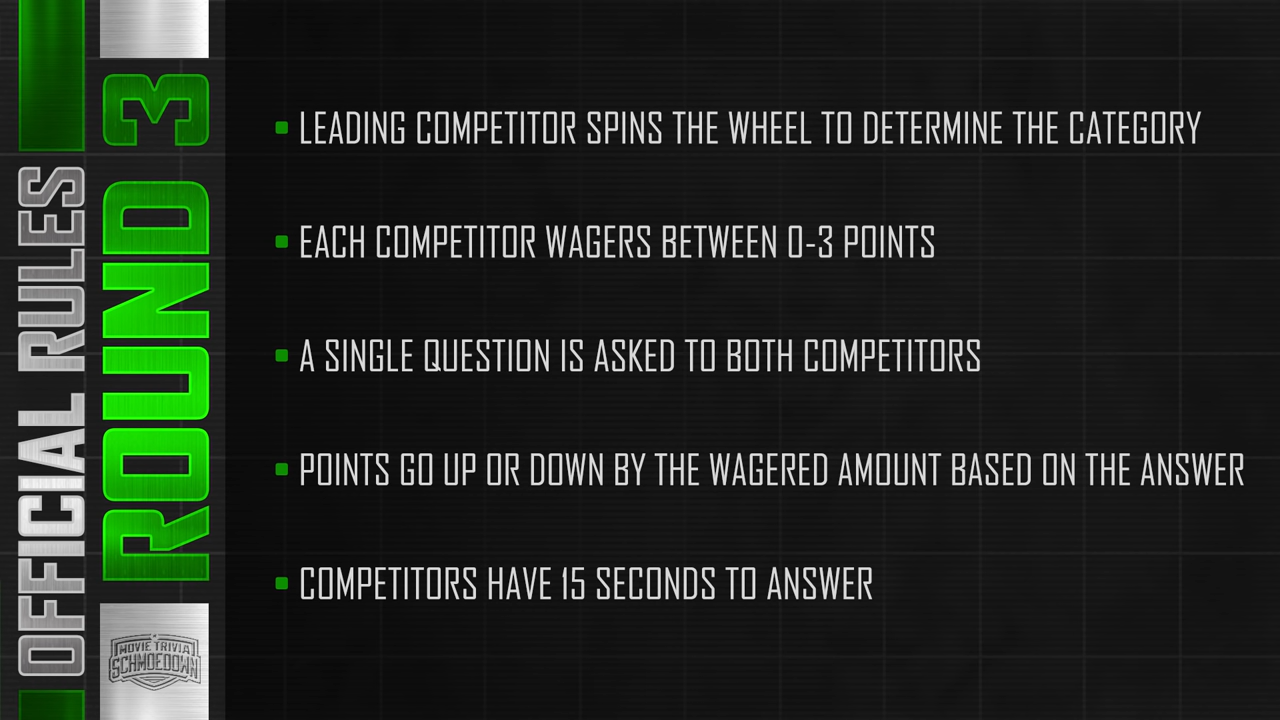 OFFICIAL RULES
ROUND 3
LEADING COMPETITOR SPINS THE WHEEL TO DETERMINE THE CATEGORY
EACH COMPETITOR WAGERS BETWEEN 0-3 POINTS
A SINGLE QUESTION IS ASKED TO BOTH COMPETITORS
POINTS GO UP OR DOWN BY THE WAGERED AMOUNT BASED ON THE ANSWER
COMPETITORS HAVE 15 SECONDS TO ANSWER
MOVIE TRIVIA
SCHMOEDOWN